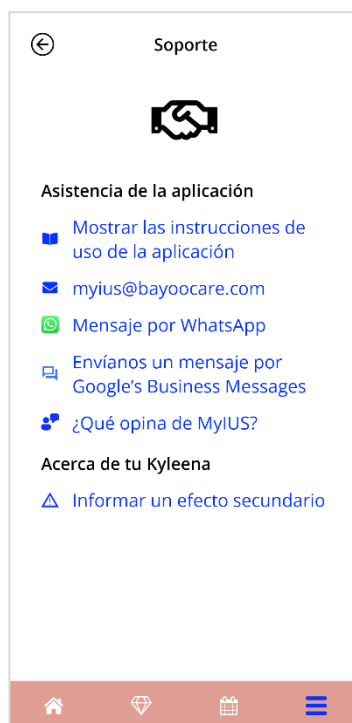 Soporte
Asistencia de la aplicación
Mostrar las instrucciones de
uso de la aplicación
myius@bayoocare.com
Mensaje por WhatsApp
Envíanos un mensaje por
Google’s Business Messages
¿Qué opina de MyIUS?
Acerca de tu Kyleena
Informar un efecto secundario